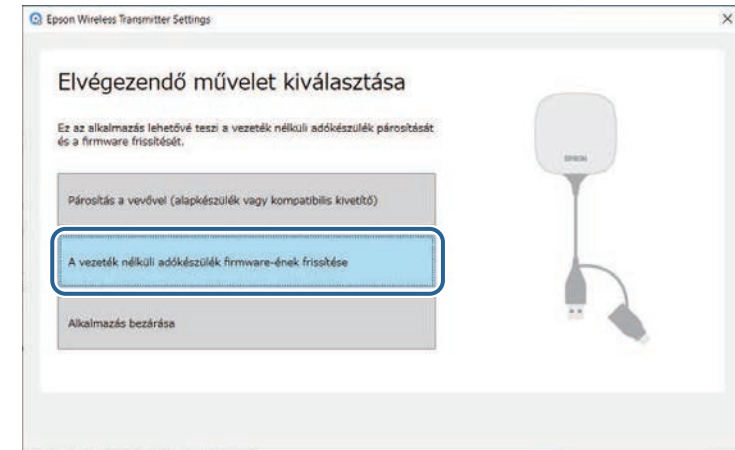 Epson Wireless Transmitter Settings
Elvégezendő művelet kiválasztása
Ez az alkalmazás lehetővé teszi a vezeték nélküli adókészülék párosítását
és a firmware frissítését.
EPSON
Párosítás a vevővel (alapkészülék vagy kompatibilis kivetítő)
A vezeték nélküli adókészülék firmware-ének frissítése
Alkalmazás bezárása